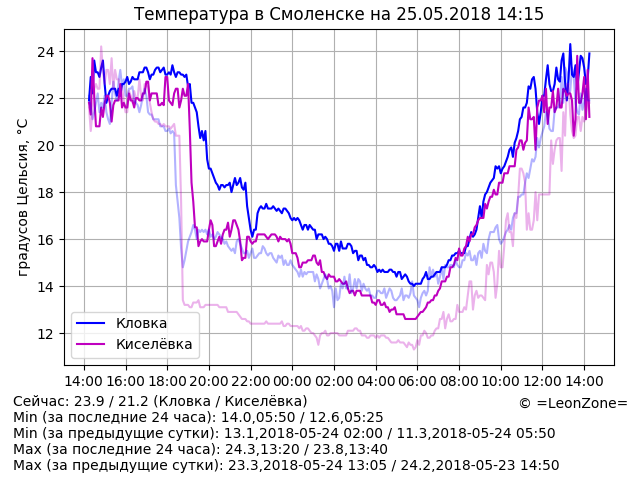 Температура в Смоленске на 25.05.2018 14:15
24
22
20
18
16
14
12
градусов Цельсия, °C
Кловка
Киселёвка
14:00 16:00 18:00 20:00 22:00 00:00 02:00 04:00 06:00 08:00 10:00 12:00 14:00
© =LeonZone=
Сейчас: 23.9 / 21.2 (Кловка / Киселёвка)
Min (за последние 24 часа): 14.0,05:50 / 12.6,05:25
Min (за предыдущие сутки): 13.1,2018-05-24 02:00 / 11.3,2018-05-24 05:50
Max (за последние 24 часа): 24.3,13:20 / 23.8,13:40
Max (за предыдущие сутки): 23.3,2018-05-24 13:05 / 24.2,2018-05-23 14:50